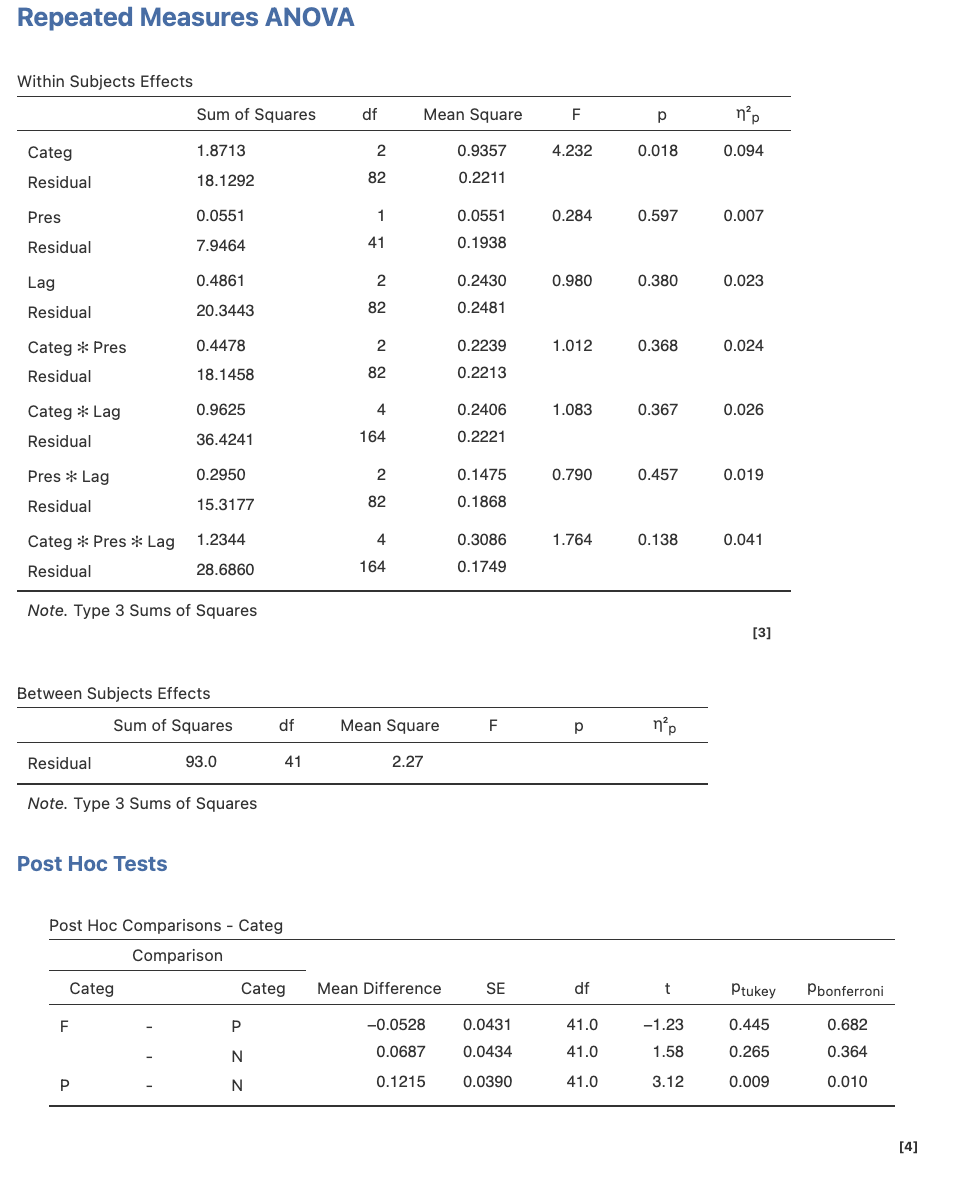 Repeated Measures ANOVA
Within Subjects Effects
Sum of Squares df Mean Square F p η²p
Categ 1.8713 2 0.9357 4.232 0.018 0.094
Residual 18.1292 82 0.2211
Pres 0.0551 1 0.0551 0.284 0.597 0.007
Residual 7.9464 41 0.1938
Lag 0.4861 2 0.2430 0.980 0.380 0.023
Residual 20.3443 82 0.2481
Categ ✻ Pres 0.4478 2 0.2239 1.012 0.368 0.024
Residual 18.1458 82 0.2213
Categ ✻ Lag 0.9625 4 0.2406 1.083 0.367 0.026
Residual 36.4241 164 0.2221
Pres ✻ Lag 0.2950 2 0.1475 0.790 0.457 0.019
Residual 15.3177 82 0.1868
Categ ✻ Pres ✻ Lag 1.2344 4 0.3086 1.764 0.138 0.041
Residual 28.6860 164 0.1749
Note. Type 3 Sums of Squares
[3]
Between Subjects Effects
Sum of Squares df Mean Square F p η²p
Residual 93.0 41 2.27
Note. Type 3 Sums of Squares
Post Hoc Tests
Post Hoc Comparisons - Categ
Comparison
Categ Categ Mean Difference SE df t ptukey pbonferroni
F - P −0.0528 0.0431 41.0 −1.23 0.445 0.682
- N 0.0687 0.0434 41.0 1.58 0.265 0.364
P - N 0.1215 0.0390 41.0 3.12 0.009 0.010
[4]